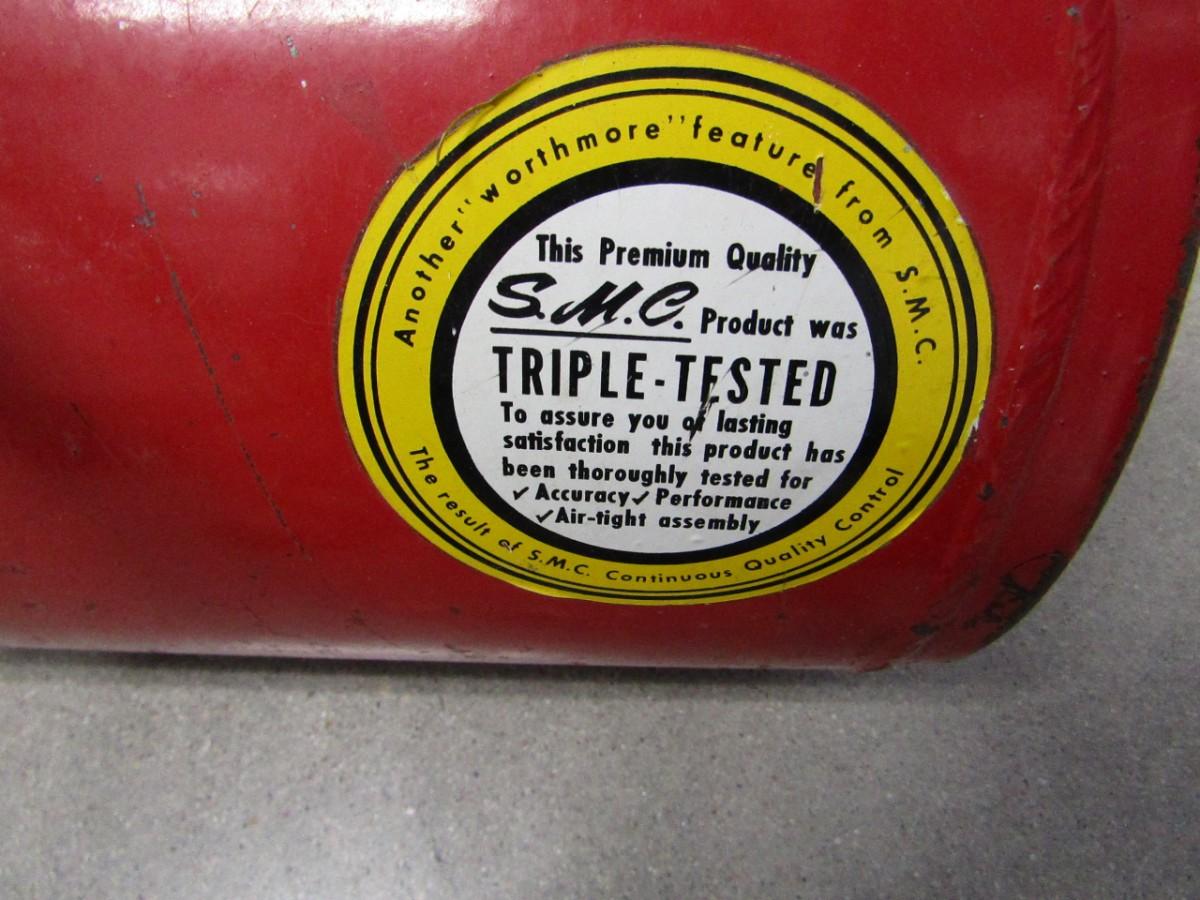 Another "worthmore" feature from S.M.C.
This Premium Quality
S.M.C. Product was
TRIPLE-TESTED
To assure you of lasting
satisfaction this product has
been thoroughly tested for
✓ Accuracy ✓ Performance
✓ Air-tight assembly
The result of S.M.C. Continuous Quality Control